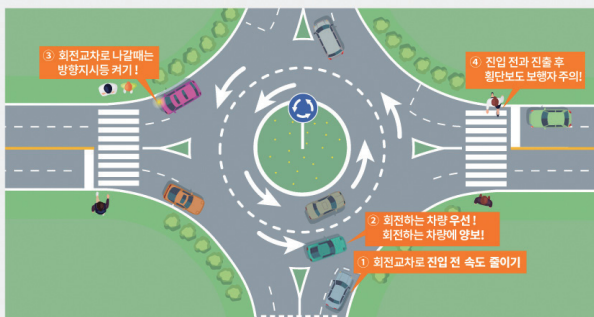 ③ 회전교차로 나갈때는
방향지시등 켜기 !
④ 진입 전과 진출 후
횡단보도 보행자 주의!
② 회전하는 차량 우선 !
회전하는 차량에 양보!
① 회전교차로 진입 전 속도 줄이기